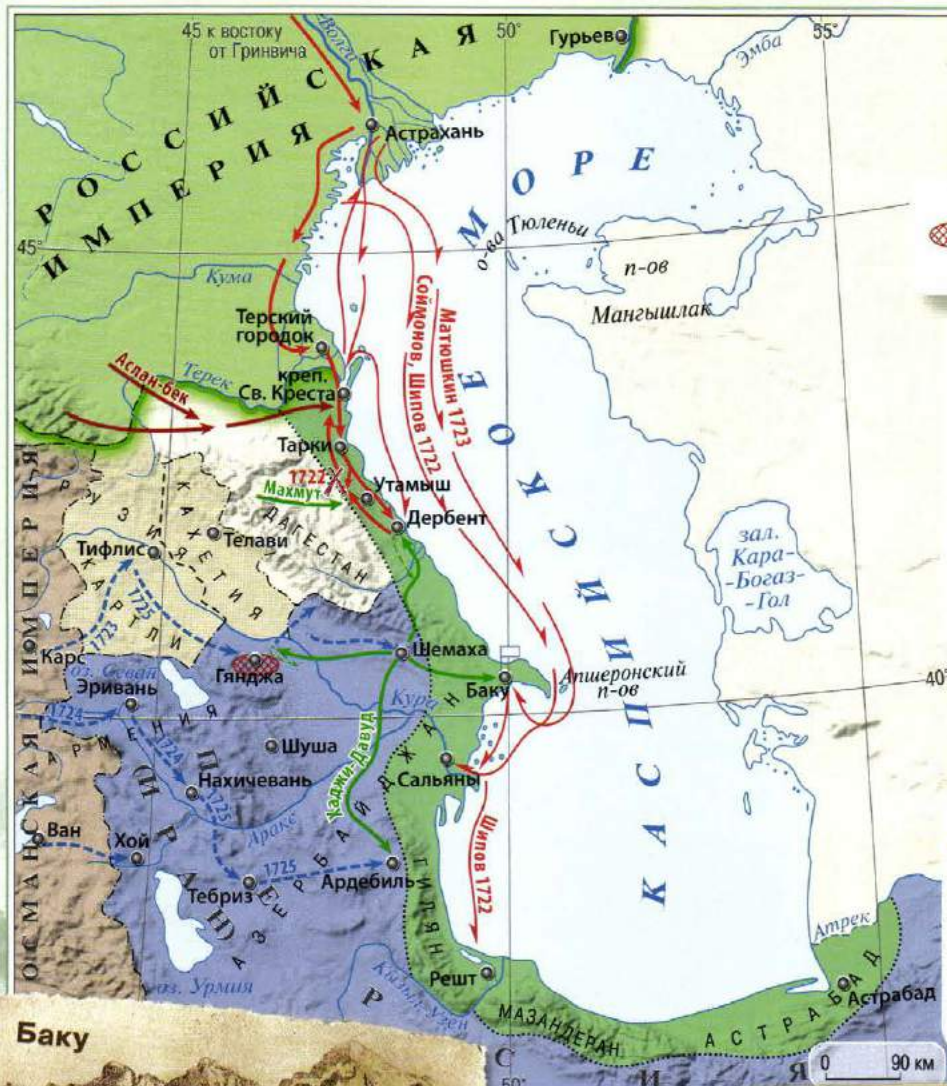 45 к востоку
от Гринвича
50
55
Волга
Гурьев
Эмба
РОССИЙСКАЯ
ИМПЕРИЯ
Астрахань
КАСПИЙСКОЕ МОРЕ
о-ва Тюленьи
45°
п-ов
Мангышлак
Кума
Терский
городок
Соймонов, Шипов 1722
Матюшкин 1723
Аслан-бек
Терек
креп.
Св. Креста
Тарки
1722
Махмут
Утамыш
Дербент
ДАГЕСТАН
ГРУЗИЯ
КАХЕТИЯ
Телави
Тифлис
КАРТЛИ
зал.
Кара-
-Богаз-
-Гол
ОСМАНСКАЯ ИМПЕРИЯ
1723
1725
Карс
оз. Севан
Гянджа
Шемаха
Баку
Апшеронский
п-ов
40°
Эривань
1724
АРМЕНИЯ
Кура
Шуша
1724
Хаджи-Давуд
Сальяны
Нахичевань
1725
Аракс
АЗЕРБАЙДЖАН
Ван
Хой
1725
Тебриз
Ардебиль
Шипов 1722
ГИЛЯН
(ИРАН)
оз. Урмия
Кызыл-Узен
Решт
Атрек
Астрабад
МАЗАНДЕРАН
АСТРАБАД
ПЕРСИЯ
Баку
50°
0 90 км